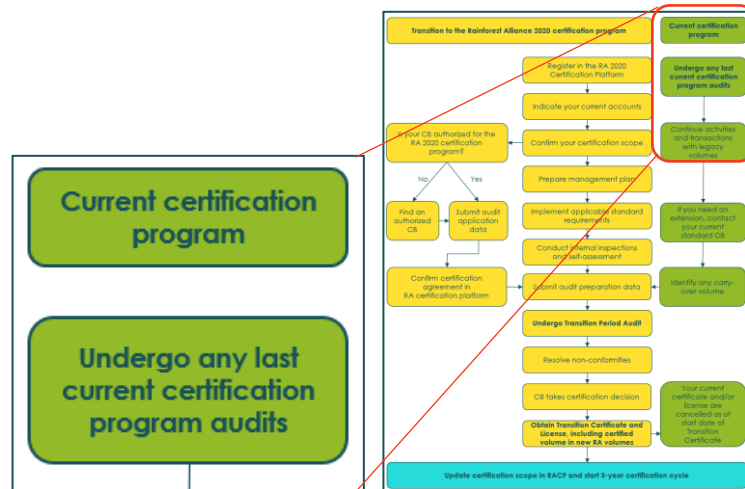 Transition to the Rainforest Alliance 2020 certification program
Current certification
program
Register in the RA 2020
Certification Platform
Undergo any last
current certification
program audits
Indicate your current accounts
Is your CB authorized for the
RA 2020 certification
program?
Confirm your certification scope
Continue activities
and transactions
with legacy
volumes
No
Yes
Prepare management plan
Find an
authorized
CB
Submit audit
application
data
Implement applicable standard
requirements
If you need an
extension, contact
your current
standard CB
Conduct internal inspections
and self-assessment
Confirm certification
agreement in
RA certification platform
Submit audit preparation data
Identify any carry-
over volume
Undergo Transition Period Audit
Resolve non-conformities
CB takes certification decision
Your current
certificate and/or
license are
cancelled as of
start date of
Transition
Certificate
Obtain Transition Certificate and
License, including certified
volume in new RA volumes
Update certification scope in RACP and start 3-year certification cycle
Current certification
program
Undergo any last
current certification
program audits